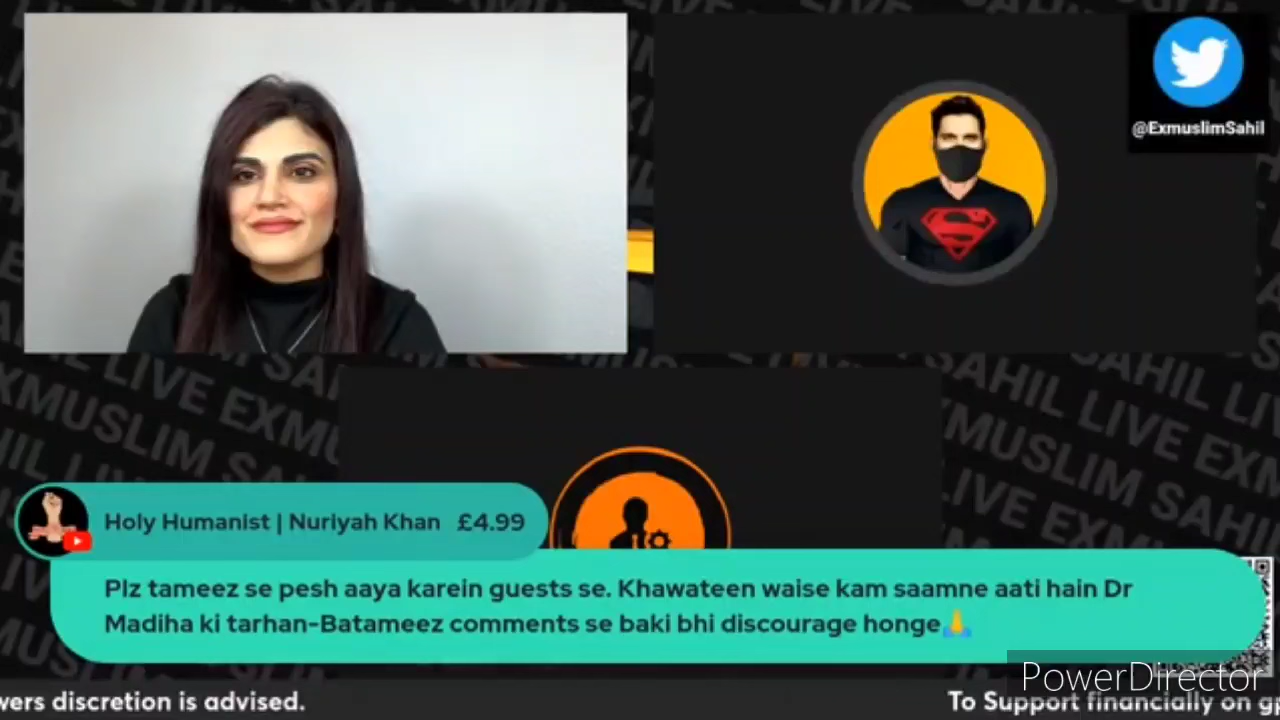 @ExmuslimSahil
Holy Humanist | Nuriyah Khan £4.99
Plz tameez se pesh aaya karein guests se. Khawateen waise kam saamne aati hain Dr
Madiha ki tarhan-Batameez comments se baki bhi discourage honge🙏
PowerDirector
wers discretion is advised.
To Support financially on gp